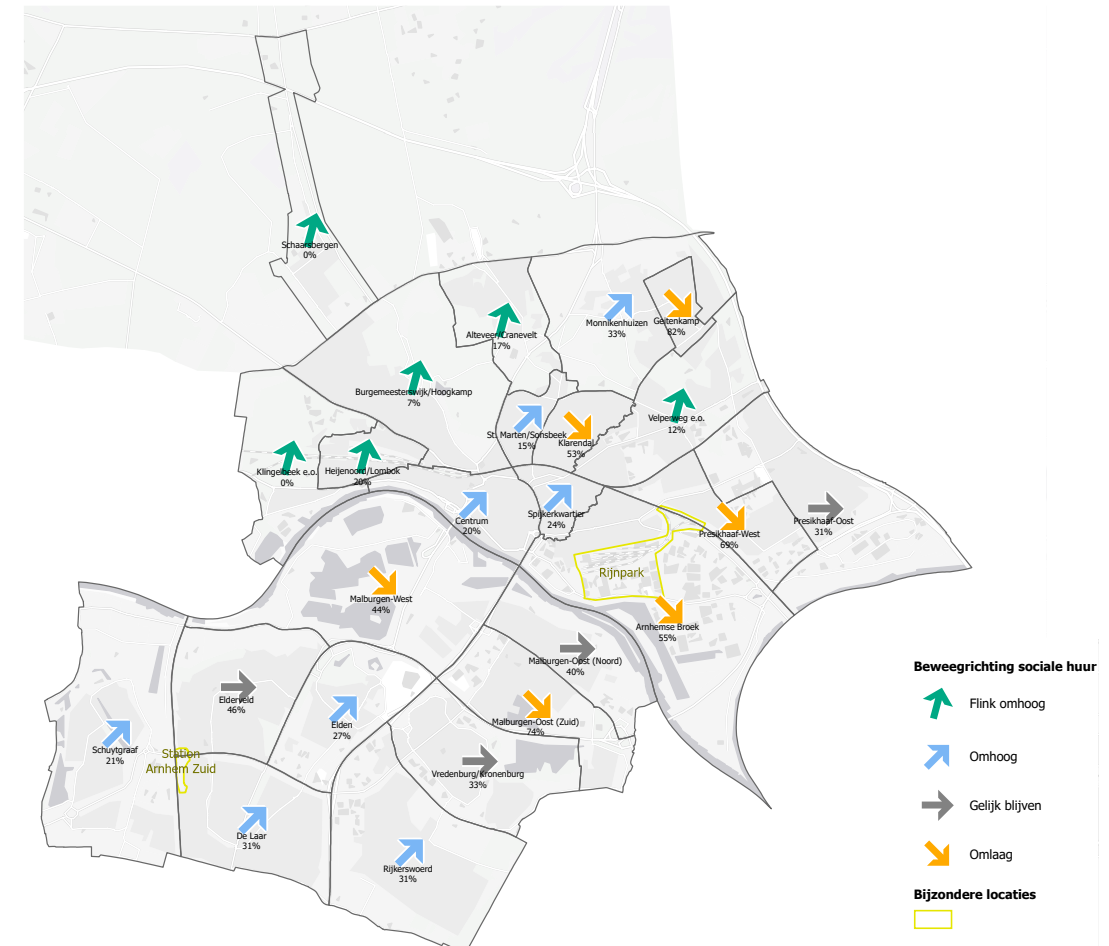 Schaarsbergen
0%
Alteveer/Cranevelt
17%
Monnikenhuizen
33%
Geitenkamp
82%
Burgemeesterswijk/Hoogkamp
7%
Velperweg e.o.
12%
St. Marten/Sonsbeek
15%
Klarendal
53%
Klingelbeek e.o.
0%
Heijenoord/Lombok
20%
Centrum
20%
Spijkerkwartier
24%
Presikhaaf-West
69%
Presikhaaf-Oost
31%
Rijnpark
Malburgen-West
44%
Arnhemse Broek
55%
Malburgen-Oost (Noord)
40%
Elderveld
46%
Elden
27%
Malburgen-Oost (Zuid)
74%
Schuytgraaf
21%
Station
Arnhem Zuid
Vredenburg/Kronenburg
33%
De Laar
31%
Rijkerswoerd
31%
Beweegrichting sociale huur
Flink omhoog
Omhoog
Gelijk blijven
Omlaag
Bijzondere locaties